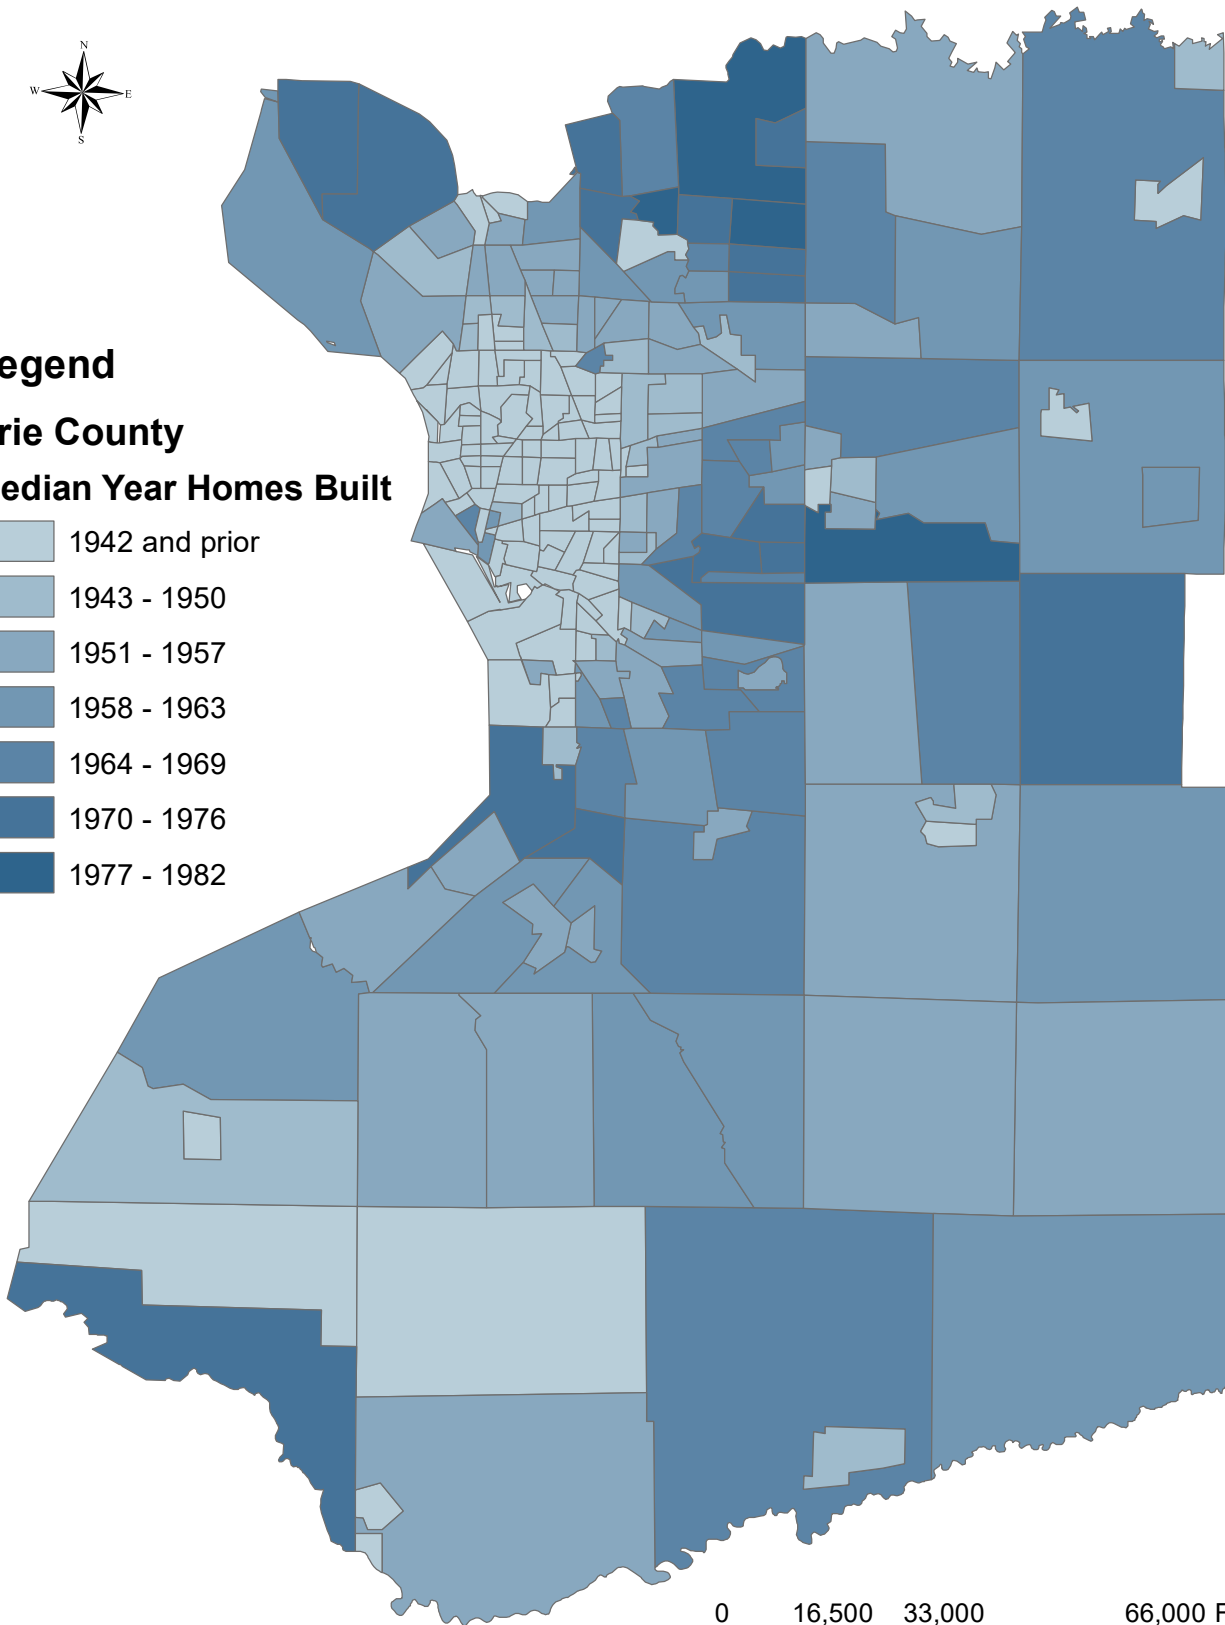 N
W E
S
egend
rie County
edian Year Homes Built
1942 and prior
1943 - 1950
1951 - 1957
1958 - 1963
1964 - 1969
1970 - 1976
1977 - 1982
0 16,500 33,000 66,000 F